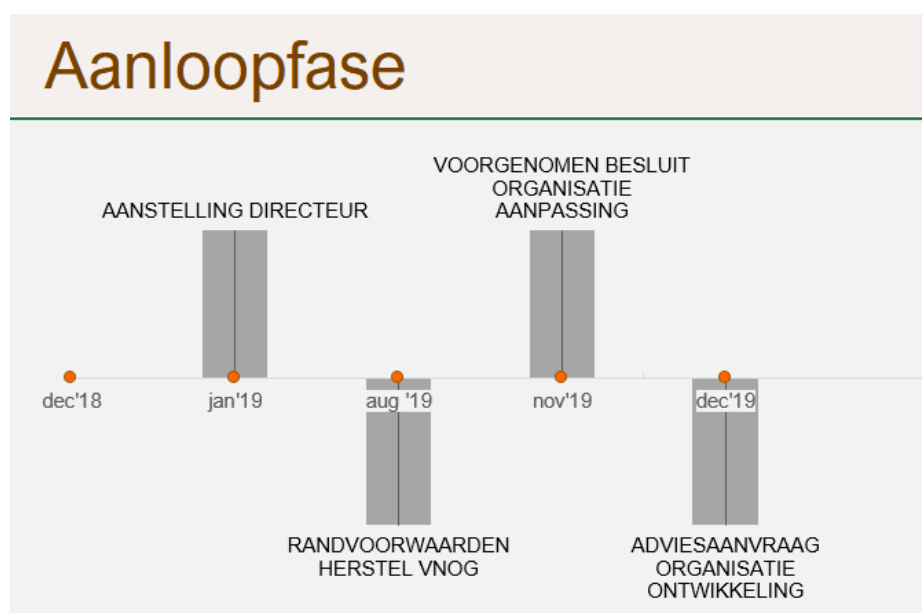 Aanloopfase
VOORGENOMEN BESLUIT
ORGANISATIE
AANPASSING
AANSTELLING DIRECTEUR
dec'18
jan'19
aug '19
nov'19
dec'19
RANDVOORWAARDEN
HERSTEL VNOG
ADVIESAANVRAAG
ORGANISATIE
ONTWIKKELING